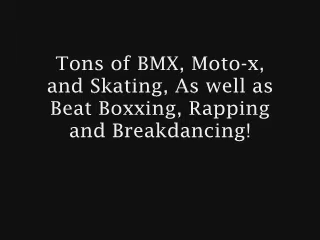 Tons of BMX, Moto-x,
and Skating, As well as
Beat Boxxing, Rapping
and Breakdancing!